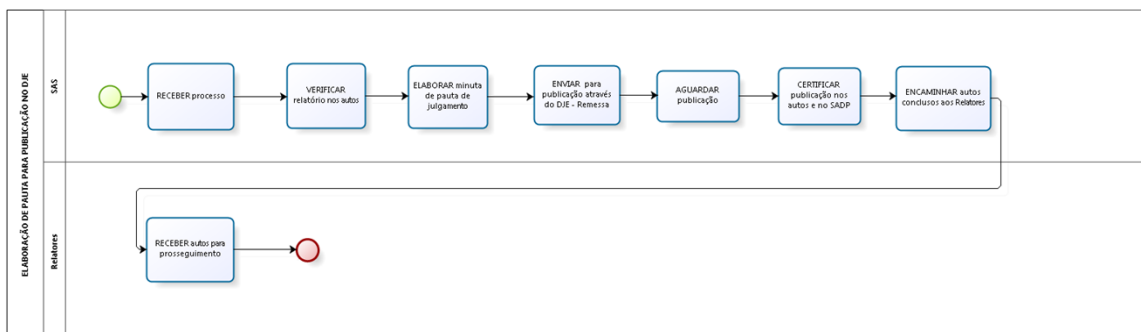 ELABORAÇÃO DE PAUTA PARA PUBLICAÇÃO NO DJE
SAS
RECEBER processo
VERIFICAR
relatório nos autos
ELABORAR minuta
de pauta de
julgamento
ENVIAR para
publicação através
do DJE - Remessa
AGUARDAR
publicação
CERTIFICAR
publicação nos
autos e no SADP
ENCAMINHAR autos
conclusos aos Relatores
Relatores
RECEBER autos para
prosseguimento